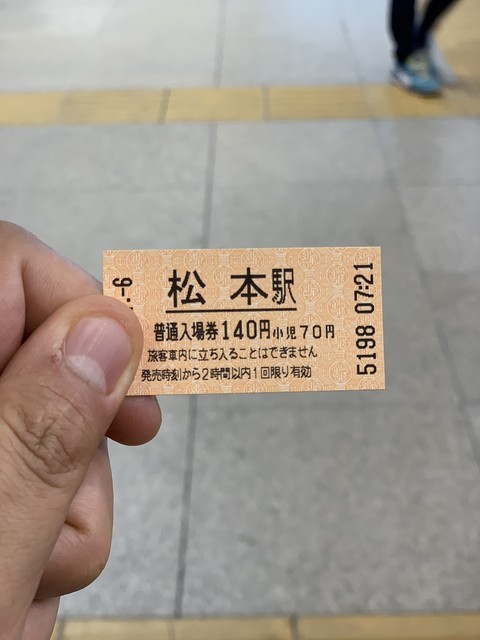 松本駅
普通入場券140円小児70円
旅客車内に立ち入ることはできません
発売時刻から2時間以内1回限り有効
5198 07:21
.-6